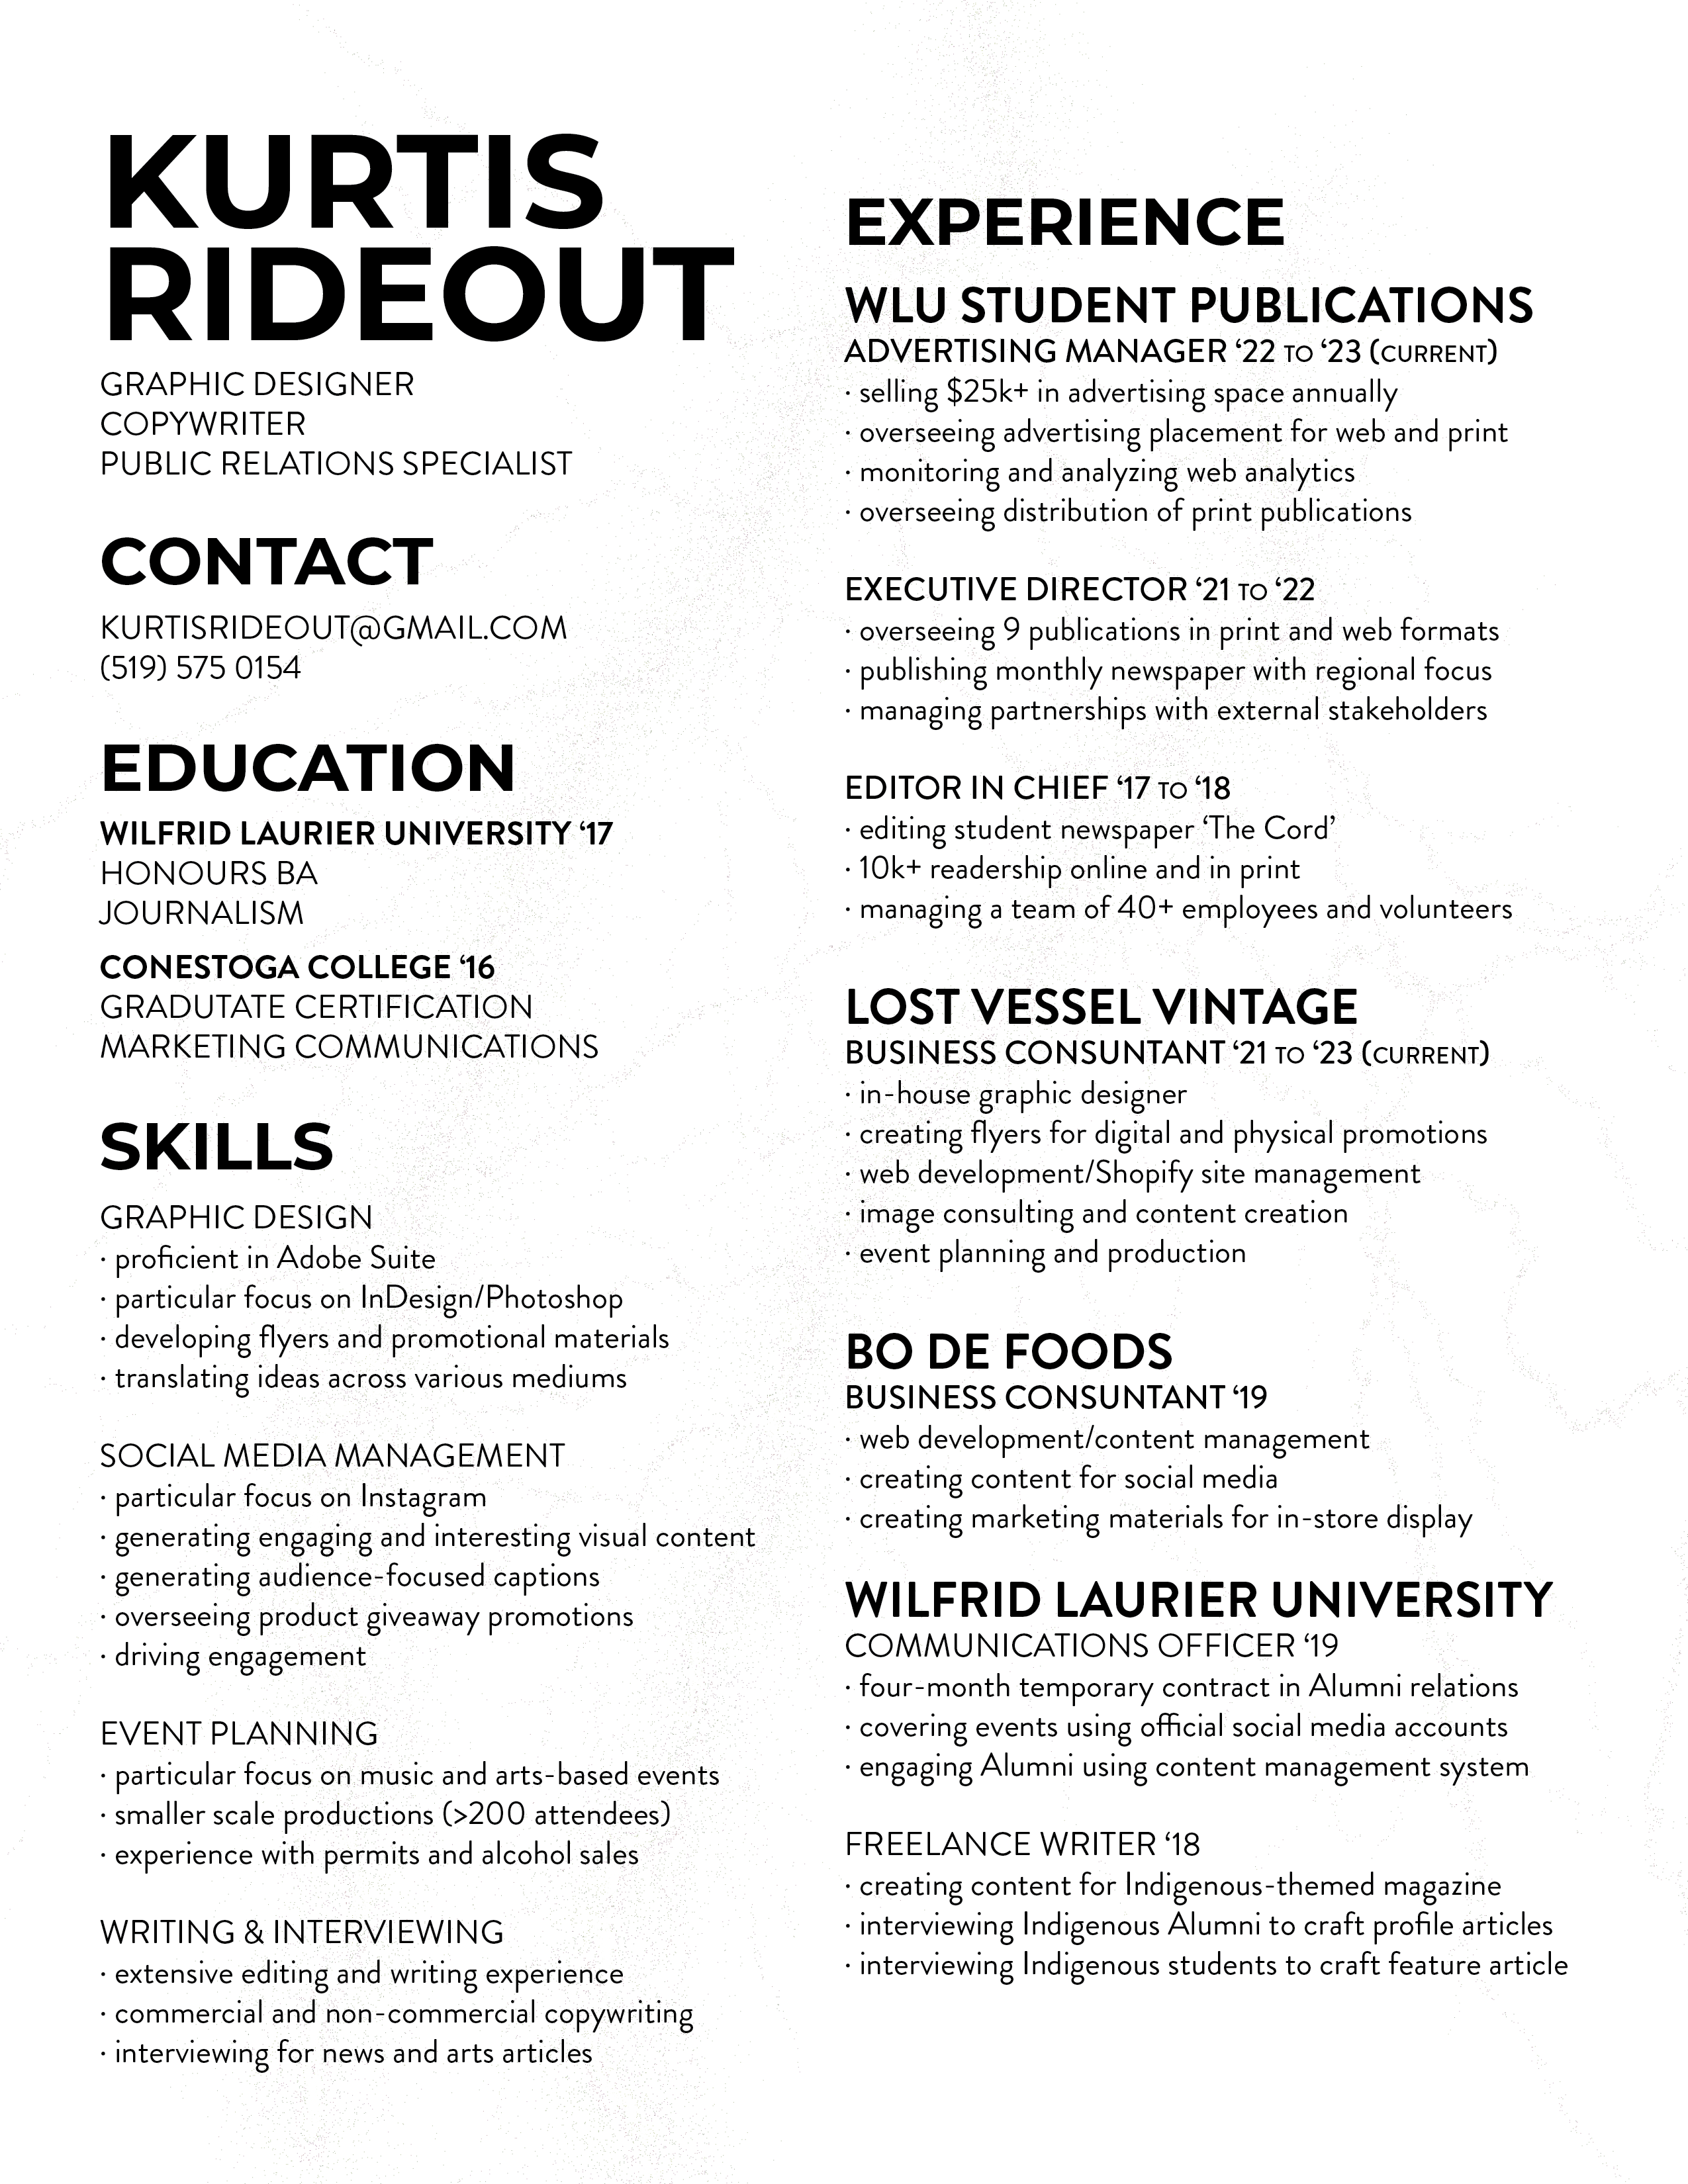 KURTIS
RIDEOUT
GRAPHIC DESIGNER
COPYWRITER
PUBLIC RELATIONS SPECIALIST
CONTACT
KURTISRIDEOUT@GMAIL.COM
(519) 575 0154
EDUCATION
WILFRID LAURIER UNIVERSITY ‘17
HONOURS BA
JOURNALISM
CONESTOGA COLLEGE ‘16
GRADUTATE CERTIFICATION
MARKETING COMMUNICATIONS
SKILLS
GRAPHIC DESIGN
· proficient in Adobe Suite
· particular focus on InDesign/Photoshop
· developing flyers and promotional materials
· translating ideas across various mediums
SOCIAL MEDIA MANAGEMENT
· particular focus on Instagram
· generating engaging and interesting visual content
· generating audience-focused captions
· overseeing product giveaway promotions
· driving engagement
EVENT PLANNING
· particular focus on music and arts-based events
· smaller scale productions (>200 attendees)
· experience with permits and alcohol sales
WRITING & INTERVIEWING
· extensive editing and writing experience
· commercial and non-commercial copywriting
· interviewing for news and arts articles
EXPERIENCE
WLU STUDENT PUBLICATIONS
ADVERTISING MANAGER ‘22 TO ‘23 (CURRENT)
· selling $25k+ in advertising space annually
· overseeing advertising placement for web and print
· monitoring and analyzing web analytics
· overseeing distribution of print publications
EXECUTIVE DIRECTOR ‘21 TO ‘22
· overseeing 9 publications in print and web formats
· publishing monthly newspaper with regional focus
· managing partnerships with external stakeholders
EDITOR IN CHIEF ‘17 TO ‘18
· editing student newspaper ‘The Cord’
· 10k+ readership online and in print
· managing a team of 40+ employees and volunteers
LOST VESSEL VINTAGE
BUSINESS CONSUNTANT ‘21 TO ‘23 (CURRENT)
· in-house graphic designer
· creating flyers for digital and physical promotions
· web development/Shopify site management
· image consulting and content creation
· event planning and production
BO DE FOODS
BUSINESS CONSUNTANT ‘19
· web development/content management
· creating content for social media
· creating marketing materials for in-store display
WILFRID LAURIER UNIVERSITY
COMMUNICATIONS OFFICER ‘19
· four-month temporary contract in Alumni relations
· covering events using official social media accounts
· engaging Alumni using content management system
FREELANCE WRITER ‘18
· creating content for Indigenous-themed magazine
· interviewing Indigenous Alumni to craft profile articles
· interviewing Indigenous students to craft feature article